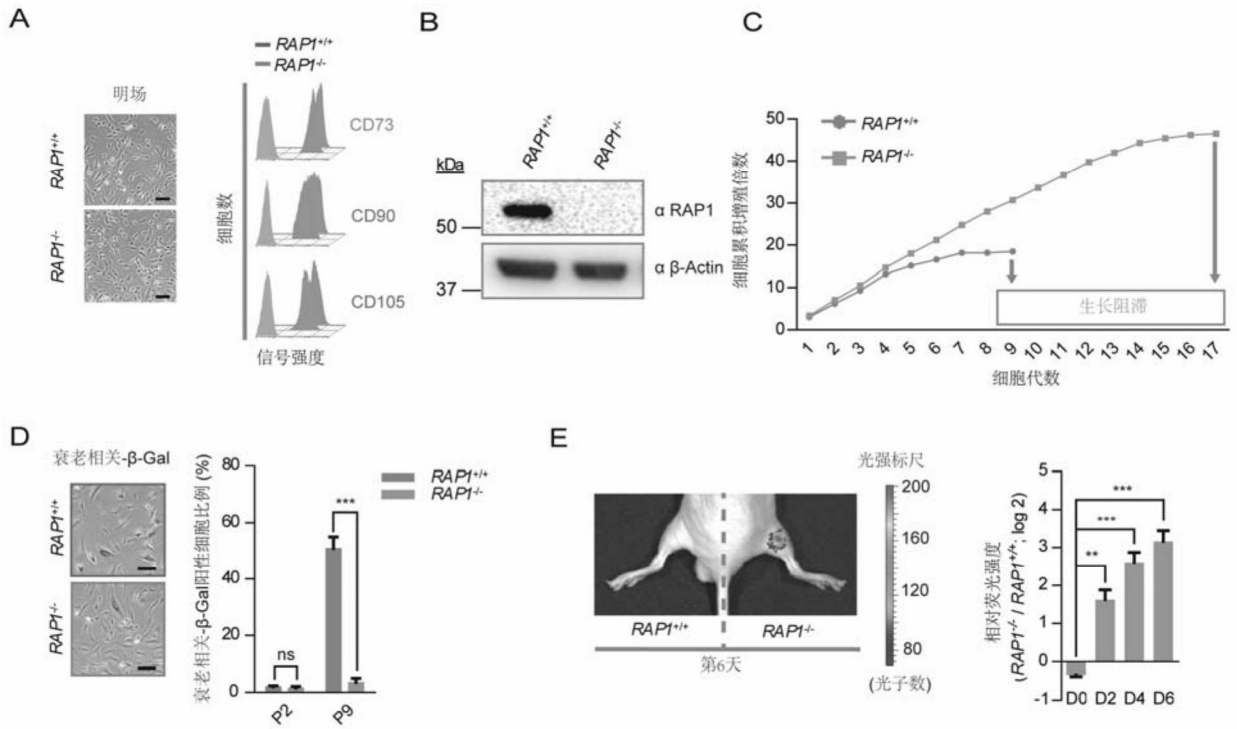 A
明场
RAP1+/+
RAP1-/-
RAP1+/+
RAP1-/-
细胞数
CD73
CD90
CD105
信号强度
B
kDa
RAP1+/+
RAP1-/-
50
37
α RAP1
α β-Actin
C
细胞累积增殖倍数
50
40
30
20
10
0
RAP1+/+
RAP1-/-
生长阻滞
1 2 3 4 5 6 7 8 9 10 11 12 13 14 15 16 17
细胞代数
D
衰老相关-β-Gal
RAP1+/+
RAP1-/-
衰老相关-β-Gal阳性细胞比例 (%)
80
60
40
20
0
ns
***
P2 P9
RAP1+/+
RAP1-/-
E
光强标尺
200
160
120
80
(光子数)
RAP1+/+ RAP1-/-
第6天
相对荧光强度
(RAP1-/- / RAP1+/+; log 2)
5
4
3
2
1
0
-1
***
***
**
D0 D2 D4 D6